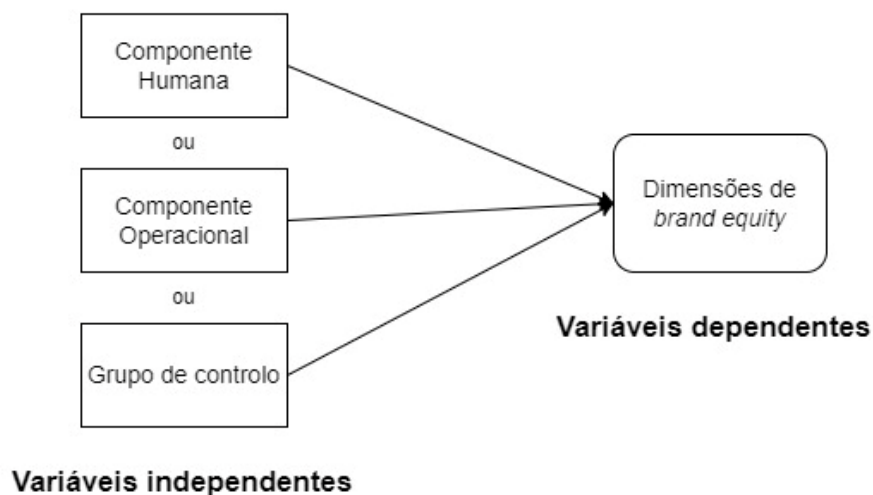 Componente
Humana
ou
Componente
Operacional
ou
Grupo de controlo
Variáveis independentes
Dimensões de
brand equity
Variáveis dependentes